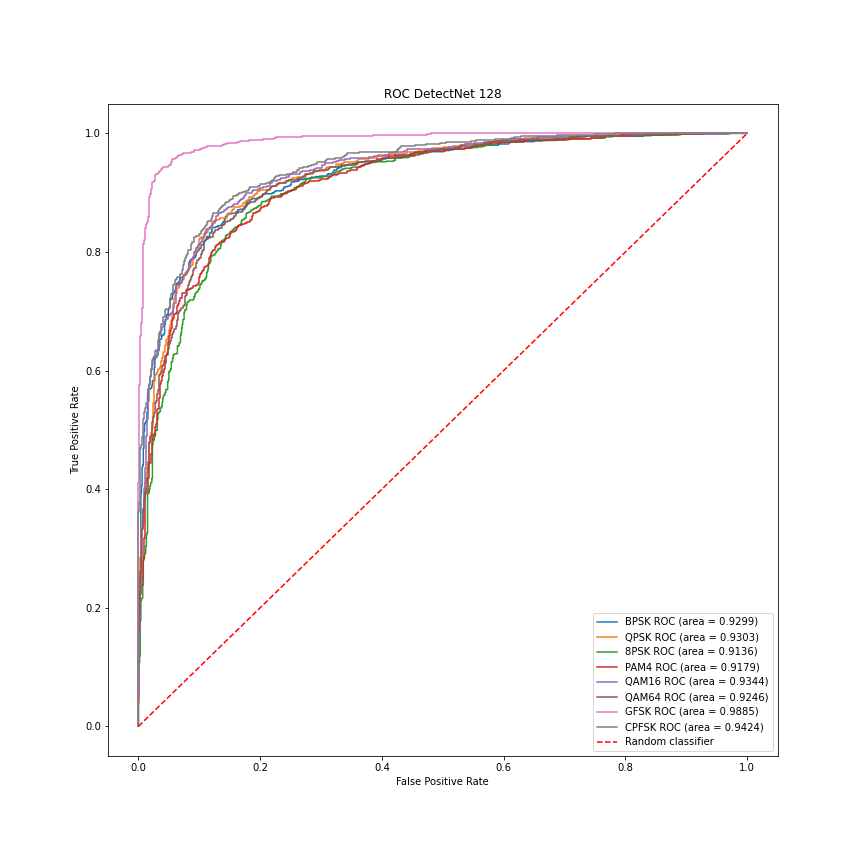 ROC DetectNet 128
1.0
0.8
0.6
0.4
0.2
0.0
True Positive Rate
BPSK ROC (area = 0.9299)
QPSK ROC (area = 0.9303)
8PSK ROC (area = 0.9136)
PAM4 ROC (area = 0.9179)
QAM16 ROC (area = 0.9344)
QAM64 ROC (area = 0.9246)
GFSK ROC (area = 0.9885)
CPFSK ROC (area = 0.9424)
Random classifier
0.0 0.2 0.4 0.6 0.8 1.0
False Positive Rate